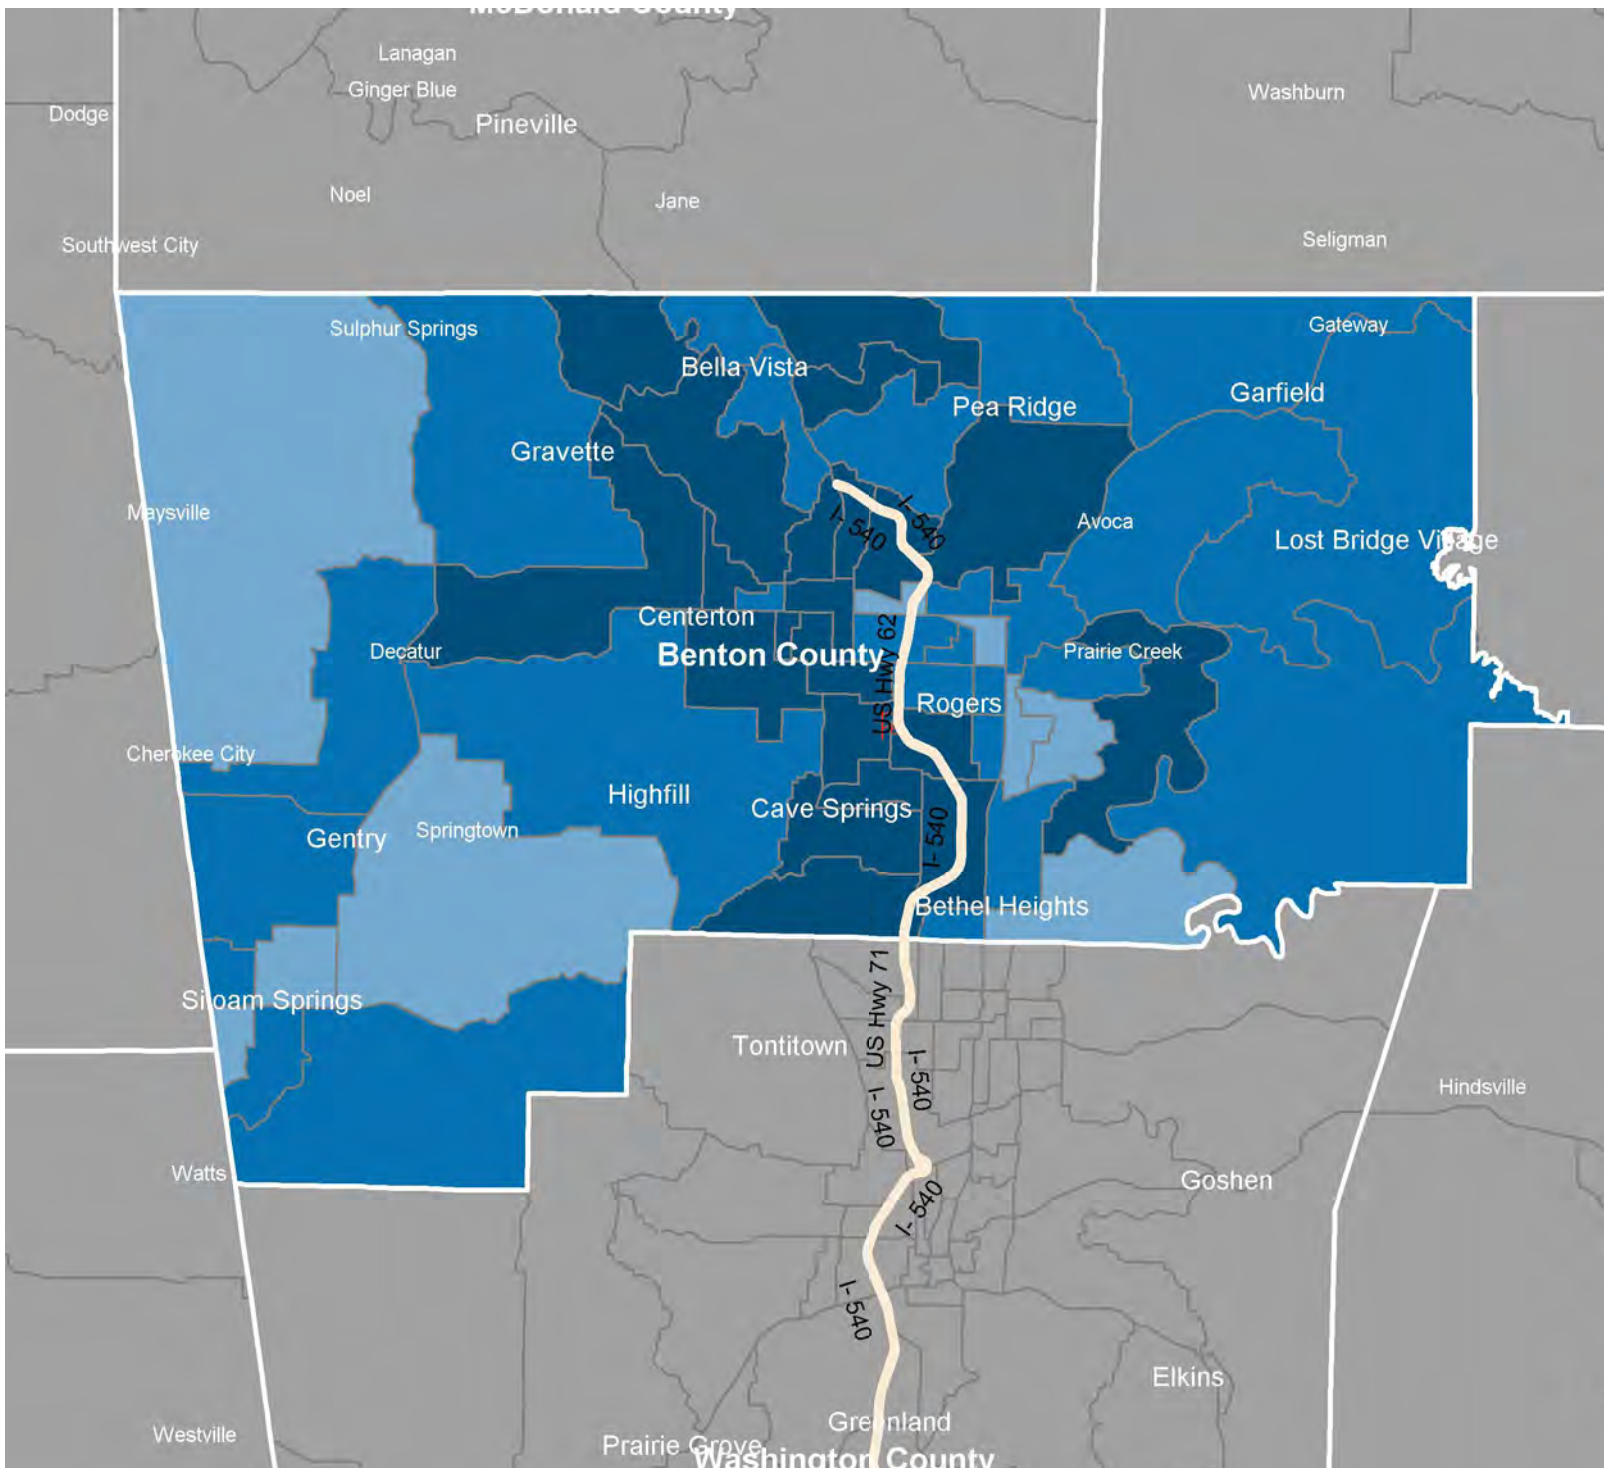 McDonald County
Lanagan
Ginger Blue
Washburn
Dodge
Pineville
Noel
Jane
Southwest City
Seligman
Sulphur Springs
Gateway
Bella Vista
Garfield
Pea Ridge
Gravette
Maysville
I- 540
I- 540
Avoca
Lost Bridge Village
Centerton
US Hwy 62
Decatur
Benton County
Prairie Creek
Rogers
Cherokee City
Highfill
Cave Springs
Springtown
Gentry
I- 540
Bethel Heights
Siloam Springs
US Hwy 71
Tontitown
I- 540
I- 540
Hindsville
Watts
Goshen
I- 540
I- 540
Elkins
Greenland
Westville
Prairie Grove
Washington County